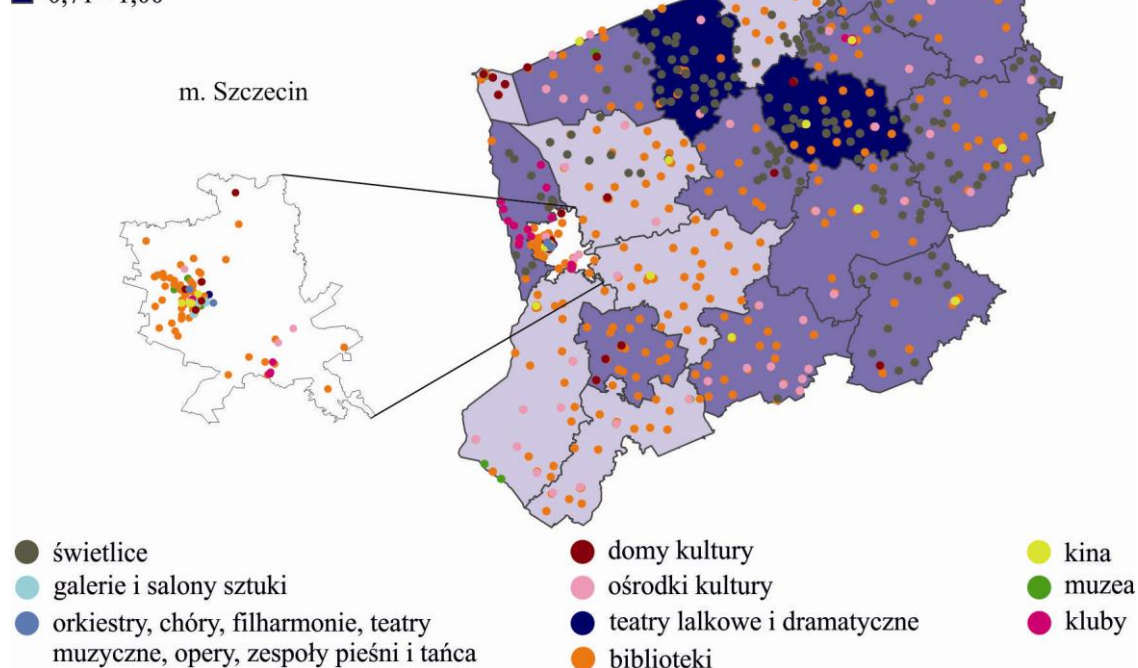 m. Szczecin
świetlice
galerie i salony sztuki
orkiestry, chóry, filharmonie, teatry
muzyczne, opery, zespoły pieśni i tańca
domy kultury
ośrodki kultury
teatry lalkowe i dramatyczne
biblioteki
kina
muzea
kluby